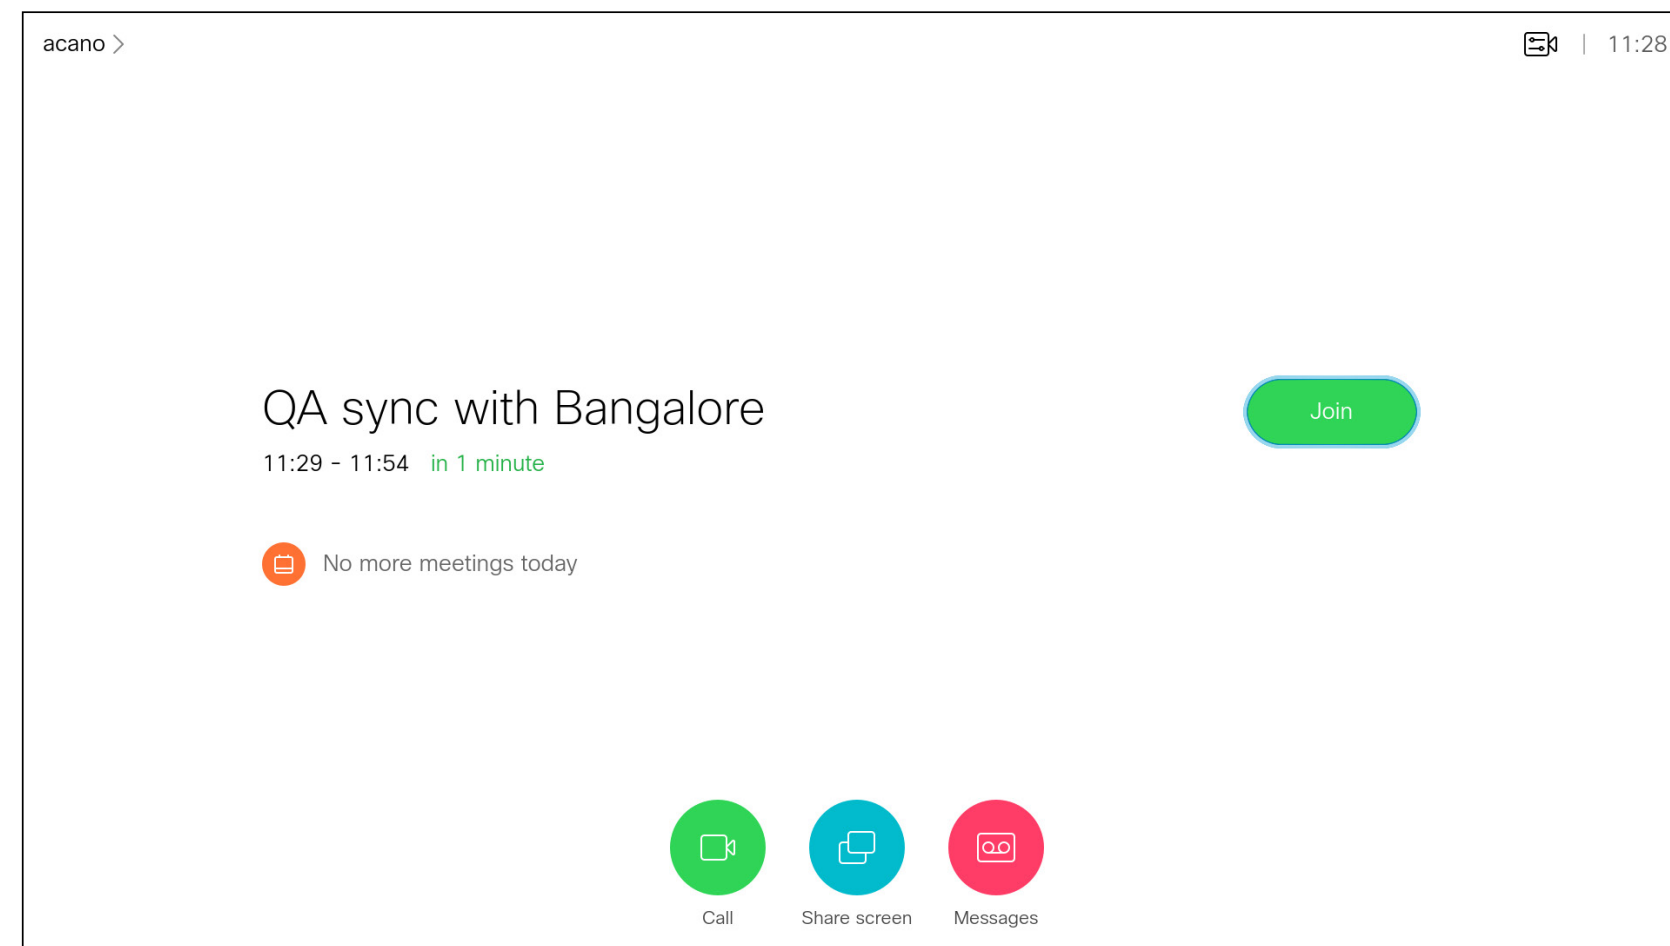 acano
11:28
QA sync with Bangalore
Join
11:29 - 11:54 in 1 minute
No more meetings today
Call Share screen Messages